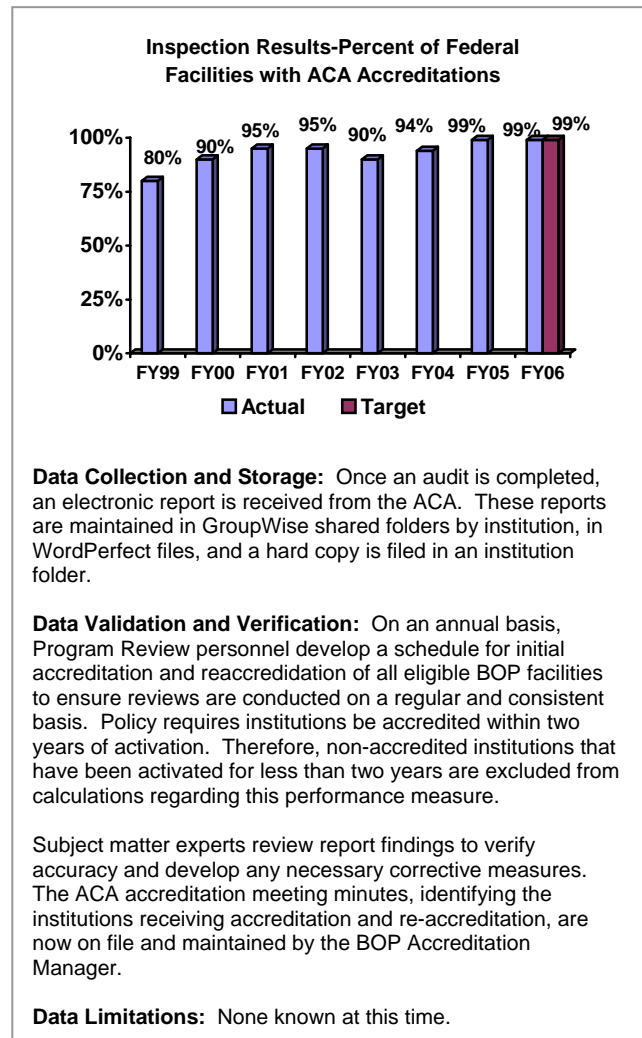 Inspection Results-Percent of Federal
Facilities with ACA Accreditations
80% 90% 95% 95% 90% 94% 99% 99% 99%
100%
75%
50%
25%
0%
FY99 FY00 FY01 FY02 FY03 FY04 FY05 FY06
Actual Target
Data Collection and Storage: Once an audit is completed,
an electronic report is received from the ACA. These reports
are maintained in GroupWise shared folders by institution, in
WordPerfect files, and a hard copy is filed in an institution
folder.
Data Validation and Verification: On an annual basis,
Program Review personnel develop a schedule for initial
accreditation and reaccredidation of all eligible BOP facilities
to ensure reviews are conducted on a regular and consistent
basis. Policy requires institutions be accredited within two
years of activation. Therefore, non-accredited institutions that
have been activated for less than two years are excluded from
calculations regarding this performance measure.
Subject matter experts review report findings to verify
accuracy and develop any necessary corrective measures.
The ACA accreditation meeting minutes, identifying the
institutions receiving accreditation and re-accreditation, are
now on file and maintained by the BOP Accreditation
Manager.
Data Limitations: None known at this time.